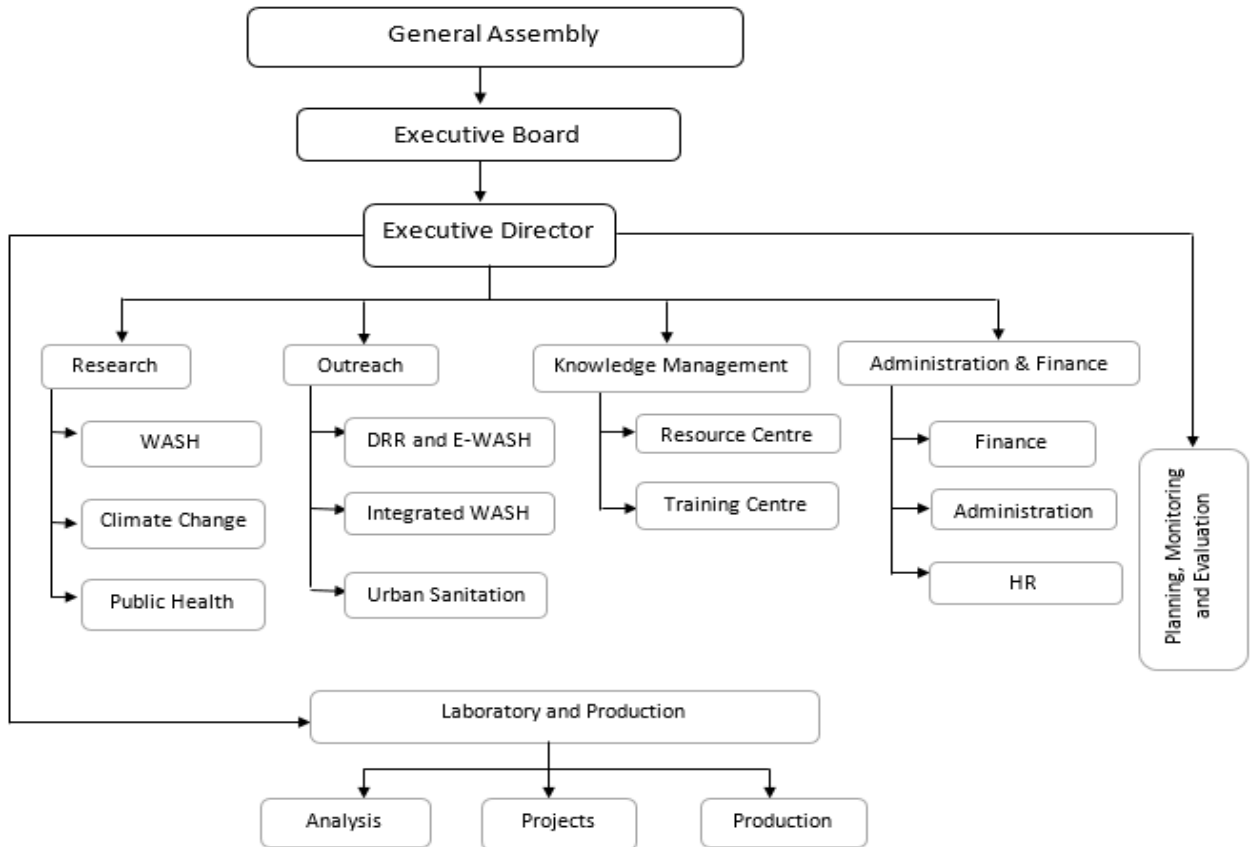 General Assembly
Executive Board
Executive Director
Research
Outreach
Knowledge Management
Administration & Finance
WASH
DRR and E-WASH
Resource Centre
Finance
Climate Change
Integrated WASH
Training Centre
Administration
Public Health
Urban Sanitation
HR
Planning, Monitoring
and Evaluation
Laboratory and Production
Analysis
Projects
Production